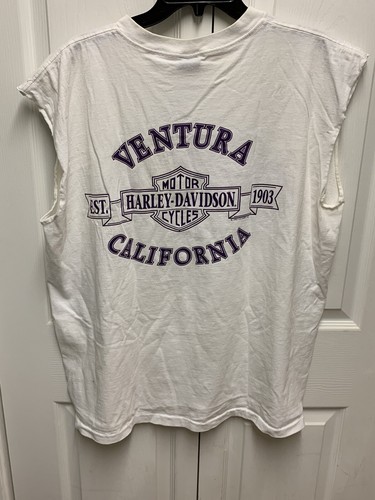 VENTURA
MOTOR
EST. HARLEY-DAVIDSON 1903
CYCLES
CALIFORNIA